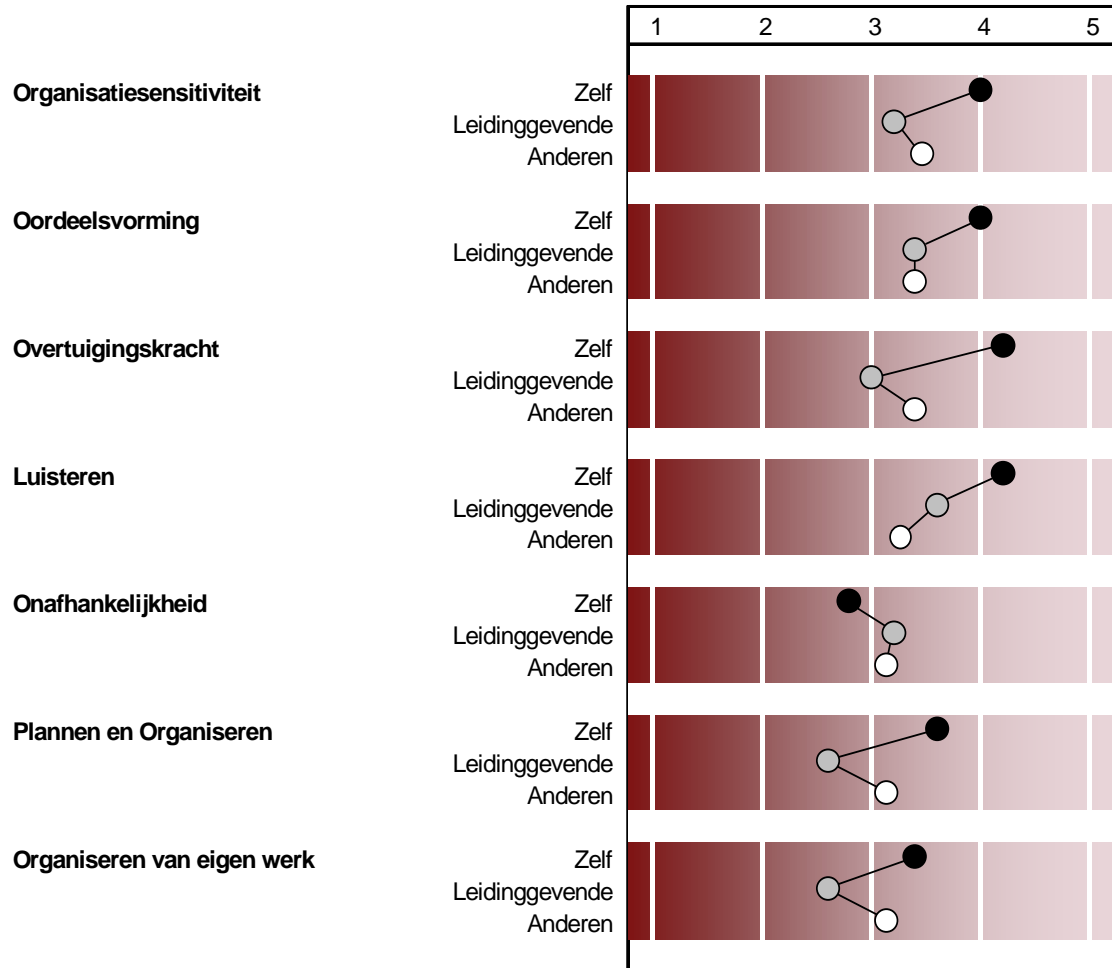 1 2 3 4 5
Organisatiesensitiviteit Zelf
Leidinggevende
Anderen
Oordeelsvorming Zelf
Leidinggevende
Anderen
Overtuigingskracht Zelf
Leidinggevende
Anderen
Luisteren Zelf
Leidinggevende
Anderen
Onafhankelijkheid Zelf
Leidinggevende
Anderen
Plannen en Organiseren Zelf
Leidinggevende
Anderen
Organiseren van eigen werk Zelf
Leidinggevende
Anderen